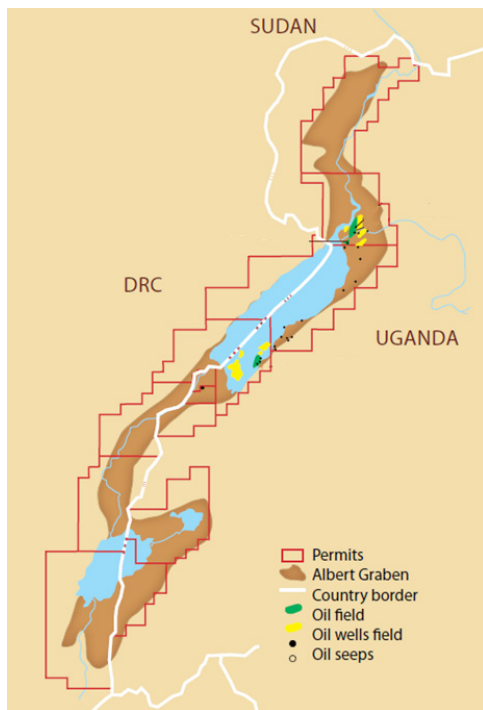 SUDAN
DRC
UGANDA
Permits
Albert Graben
Country border
Oil field
Oil wells field
Oil seeps